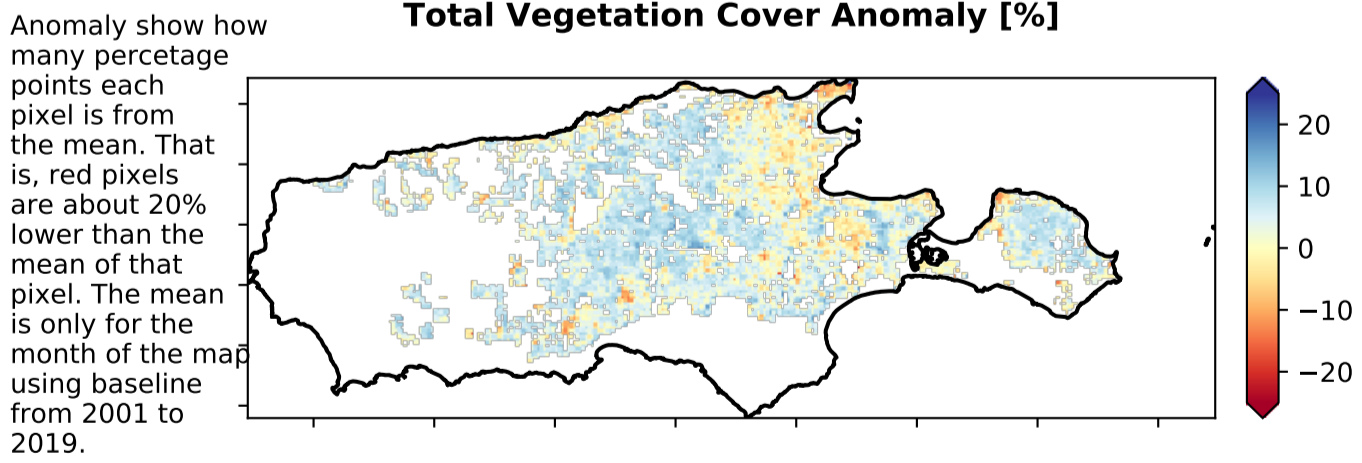 Total Vegetation Cover Anomaly [%]
Anomaly show how
many percetage
points each
pixel is from
the mean. That
is, red pixels
are about 20%
lower than the
mean of that
pixel. The mean
is only for the
month of the map
using baseline
from 2001 to
2019.
20
10
0
−10
−20